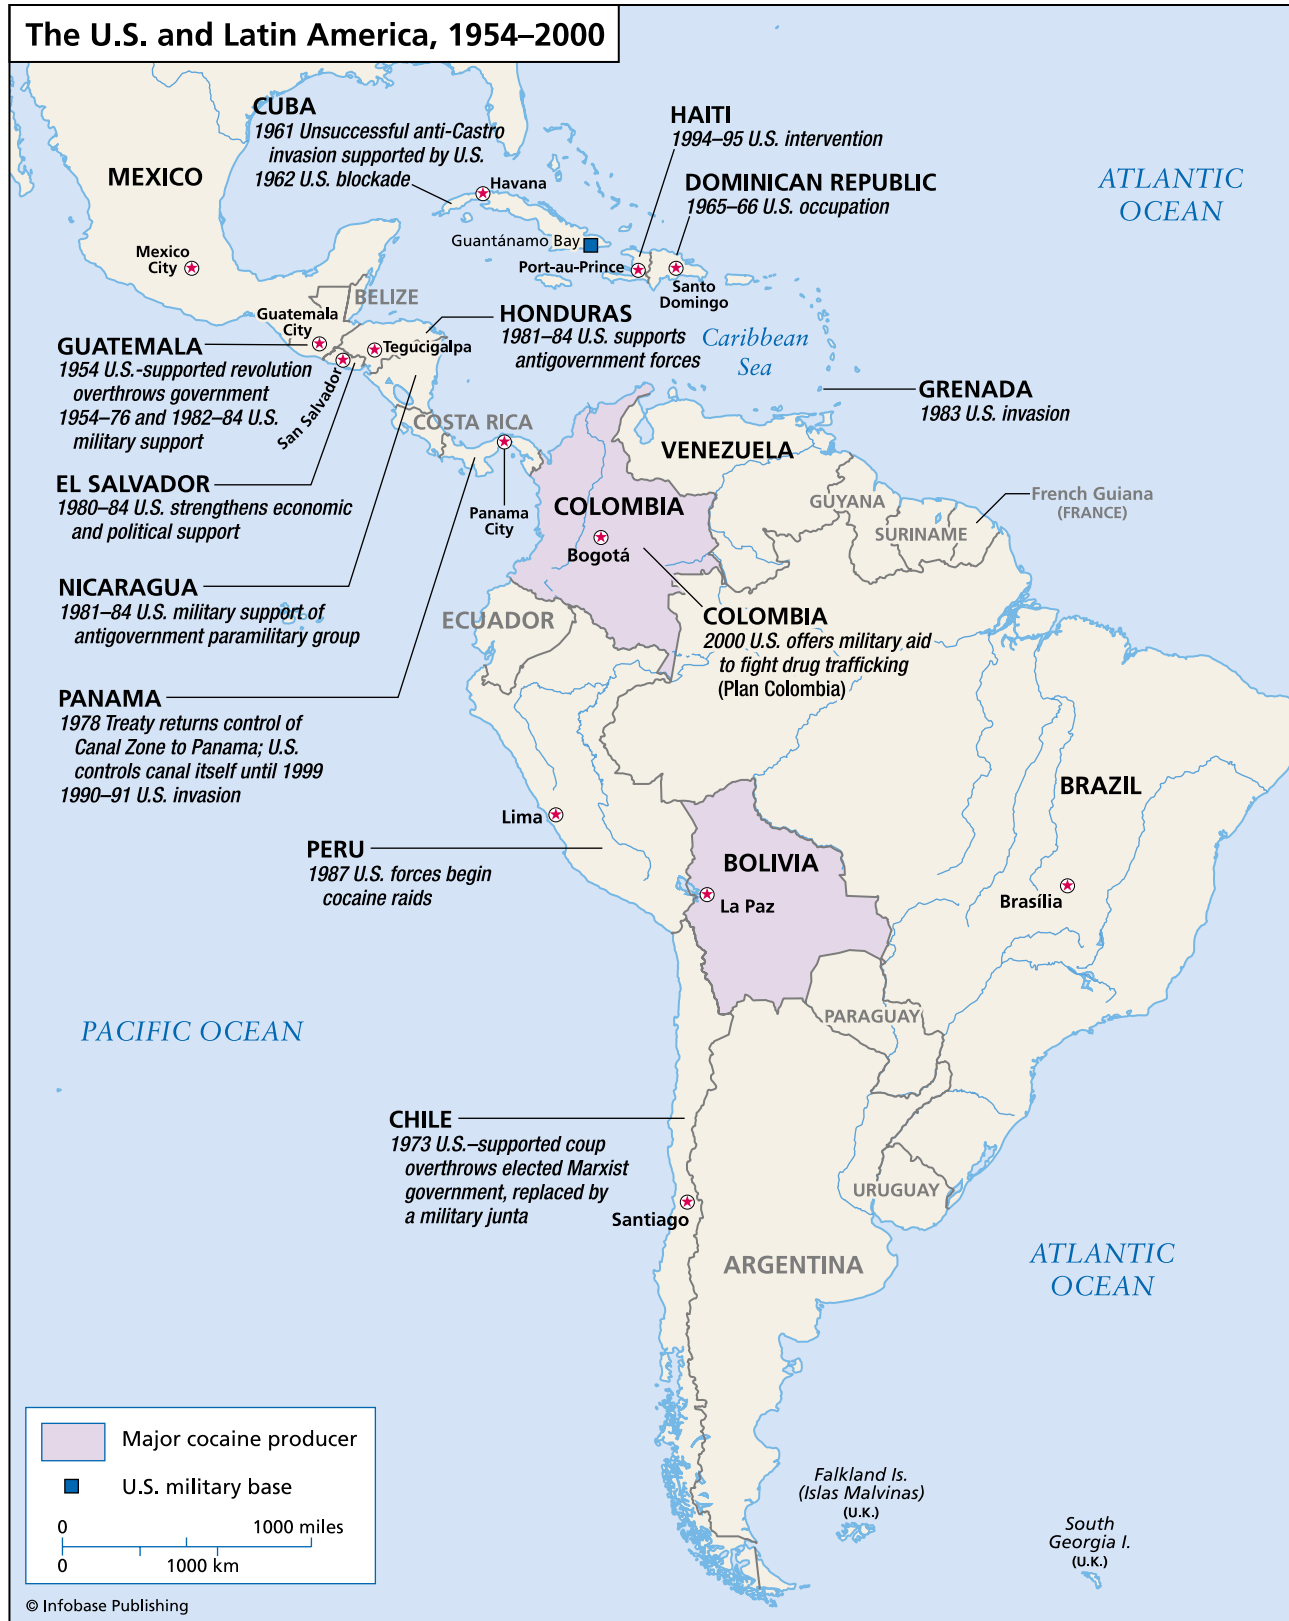 The U.S. and Latin America, 1954–2000
CUBA
1961 Unsuccessful anti-Castro
invasion supported by U.S.
1962 U.S. blockade
HAITI
1994–95 U.S. intervention
MEXICO
Havana
DOMINICAN REPUBLIC
1965–66 U.S. occupation
ATLANTIC
OCEAN
Guantánamo Bay
Mexico
City
Port-au-Prince
Santo
Domingo
BELIZE
Guatemala
City
HONDURAS
1981–84 U.S. supports
antigovernment forces
Caribbean
Sea
GUATEMALA
1954 U.S.-supported revolution
overthrows government
1954–76 and 1982–84 U.S.
military support
Tegucigalpa
San Salvador
GRENADA
1983 U.S. invasion
COSTA RICA
VENEZUELA
EL SALVADOR
1980–84 U.S. strengthens economic
and political support
Panama
City
COLOMBIA
Bogotá
GUYANA
SURINAME
French Guiana
(FRANCE)
NICARAGUA
1981–84 U.S. military support of
antigovernment paramilitary group
ECUADOR
COLOMBIA
2000 U.S. offers military aid
to fight drug trafficking
(Plan Colombia)
PANAMA
1978 Treaty returns control of
Canal Zone to Panama; U.S.
controls canal itself until 1999
1990–91 U.S. invasion
BRAZIL
Lima
PERU
1987 U.S. forces begin
cocaine raids
BOLIVIA
La Paz
Brasília
PACIFIC OCEAN
PARAGUAY
CHILE
1973 U.S.–supported coup
overthrows elected Marxist
government, replaced by
a military junta
Santiago
URUGUAY
ARGENTINA
ATLANTIC
OCEAN
Major cocaine producer
U.S. military base
0
1000 miles
0
1000 km
Falkland Is.
(Islas Malvinas)
(U.K.)
South
Georgia I.
(U.K.)
© Infobase Publishing